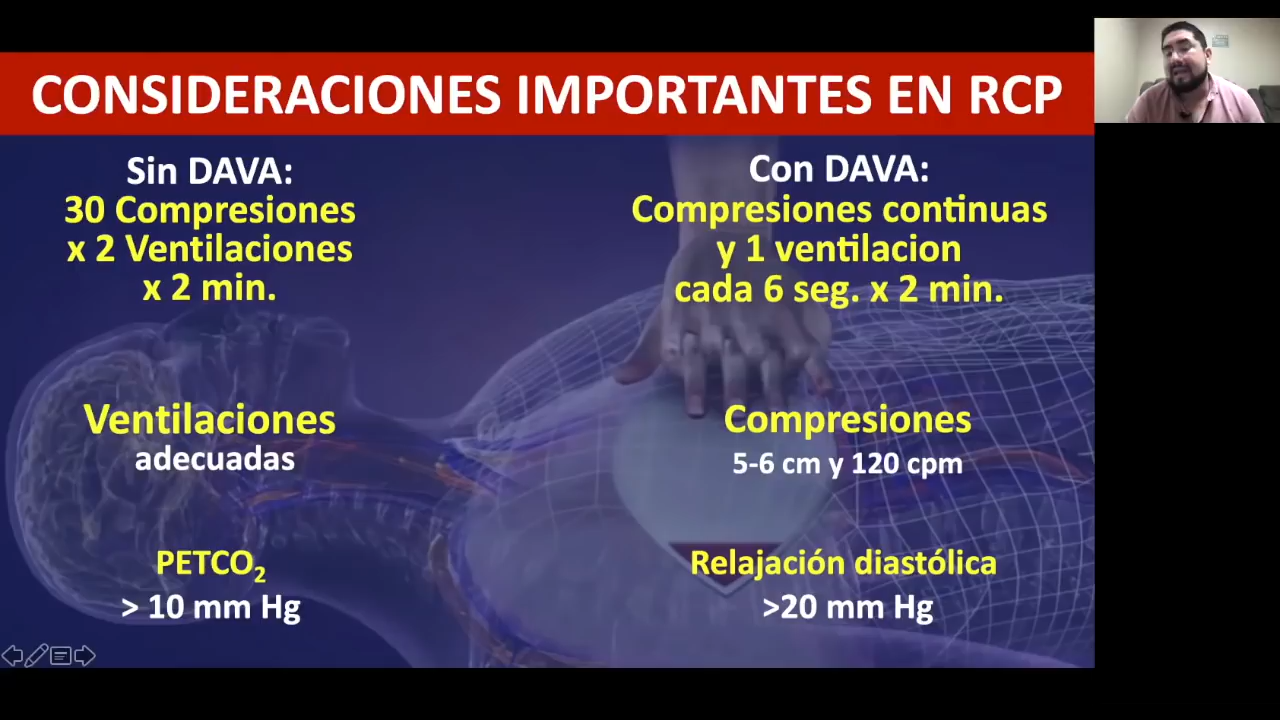 CONSIDERACIONES IMPORTANTES EN RCP
Sin DAVA:
30 Compresiones
x 2 Ventilaciones
x 2 min.
Con DAVA:
Compresiones continuas
y 1 ventilacion
cada 6 seg. x 2 min.
Ventilaciones
adecuadas
Compresiones
5-6 cm y 120 cpm
PETCO₂
> 10 mm Hg
Relajación diastólica
>20 mm Hg